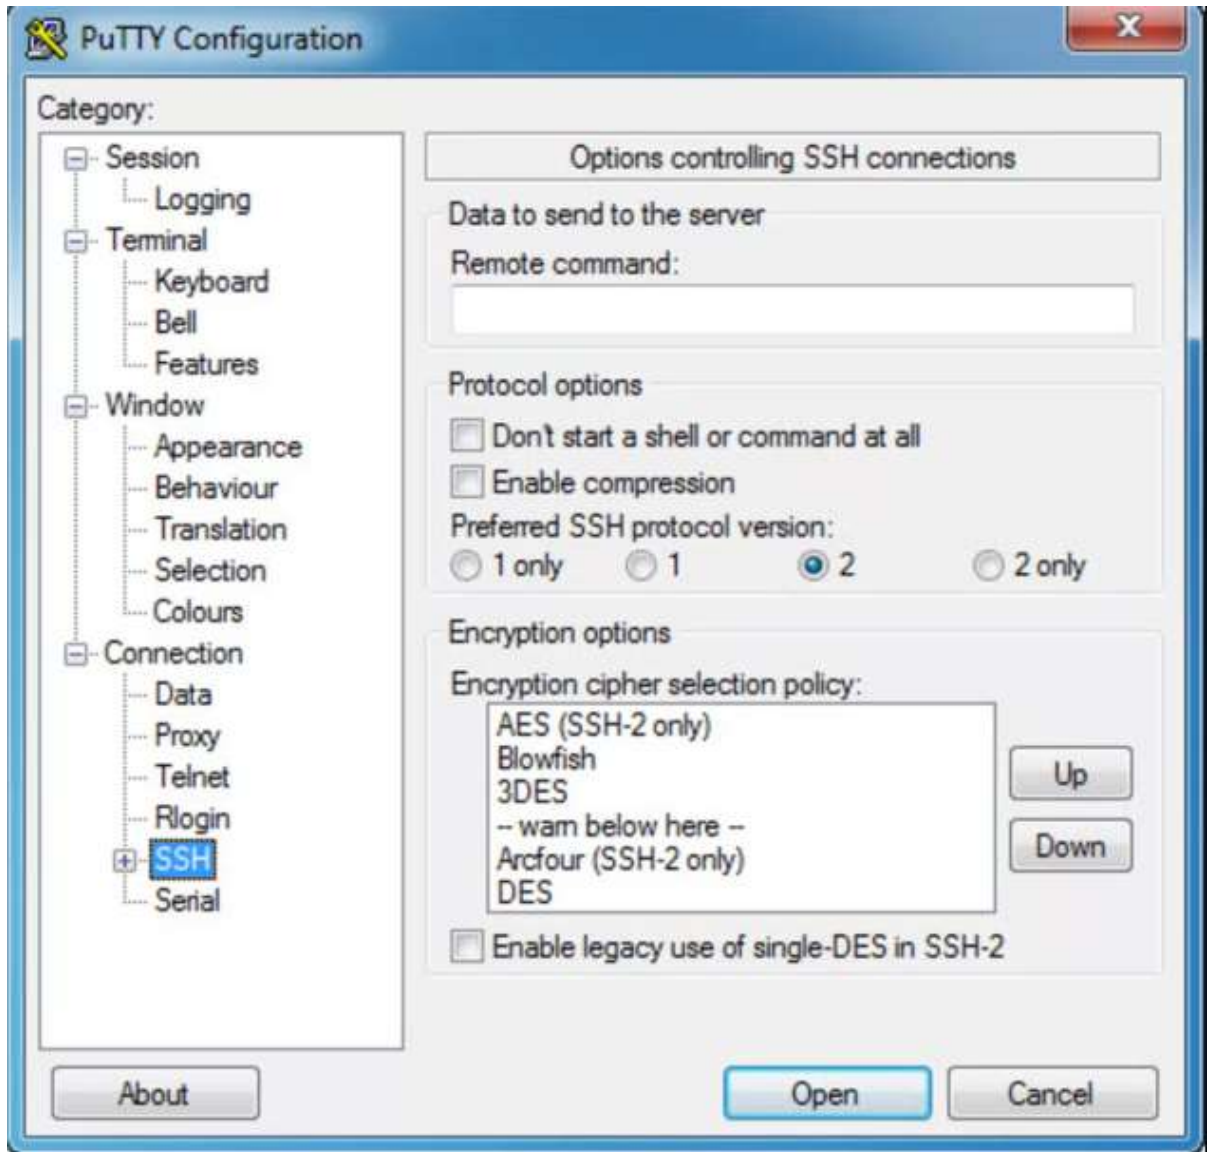 PuTTY Configuration
Category:
Session
Logging
Terminal
Keyboard
Bell
Features
Window
Appearance
Behaviour
Translation
Selection
Colours
Connection
Data
Proxy
Telnet
Rlogin
SSH
Serial
Options controlling SSH connections
Data to send to the server
Remote command:
Protocol options
Don't start a shell or command at all
Enable compression
Preferred SSH protocol version:
1 only 1 2 2 only
Encryption options
Encryption cipher selection policy:
AES (SSH-2 only)
Blowfish
3DES
-- warn below here --
Arcfour (SSH-2 only)
DES
Up
Down
Enable legacy use of single-DES in SSH-2
About
Open
Cancel